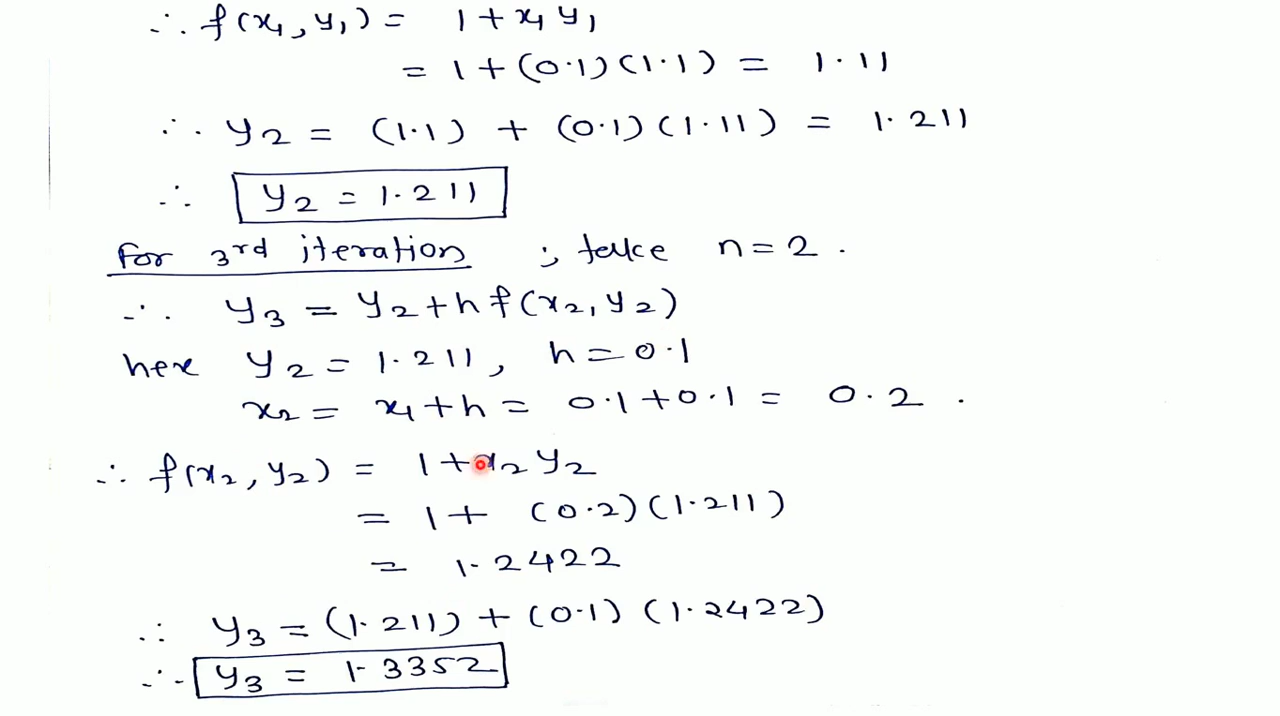 ∴ f(x₁, y₁) = 1 + x₁ y₁
= 1 + (0.1)(1.1) = 1.11
∴ y₂ = (1.1) + (0.1)(1.11) = 1.211
∴ y₂ = 1.211
for 3rd iteration ; take n = 2 .
∴ y₃ = y₂ + h f(x₂, y₂)
here y₂ = 1.211, h = 0.1
x₂ = x₁ + h = 0.1 + 0.1 = 0.2 .
∴ f(x₂, y₂) = 1 + x₂ y₂
= 1 + (0.2)(1.211)
= 1.2422
∴ y₃ = (1.211) + (0.1) (1.2422)
∴ y₃ = 1.3352